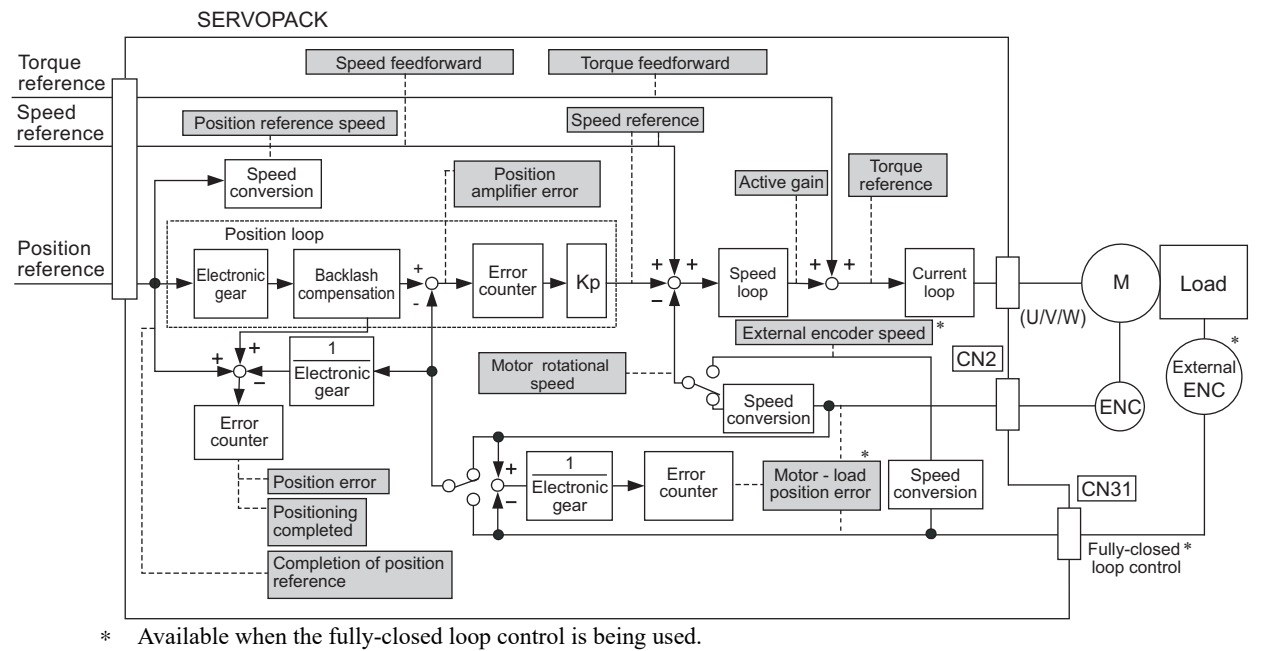 SERVOPACK
Torque
reference
Speed feedforward
Torque feedforward
Speed
reference
Position reference speed
Speed reference
Speed
conversion
Position
amplifier error
Active gain
Torque
reference
Position
reference
Position loop
Electronic
gear
Backlash
compensation
+
-
Error
counter
Kp
+
+
−
Speed
loop
+
+
Current
loop
M
Load
(U/V/W)
External encoder speed
*
+
+
−
1
Electronic
gear
Motor rotational
speed
CN2
*
External
ENC
Speed
conversion
ENC
Error
counter
Position error
Positioning
completed
Completion of position
reference
+
−
1
Electronic
gear
Error
counter
*
Motor - load
position error
Speed
conversion
CN31
Fully-closed *
loop control
* Available when the fully-closed loop control is being used.